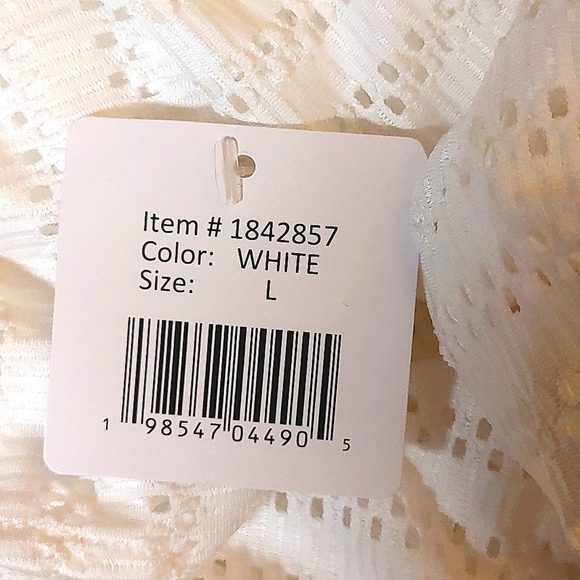 Item # 1842857
Color: WHITE
Size: L
1 98547 04490 5